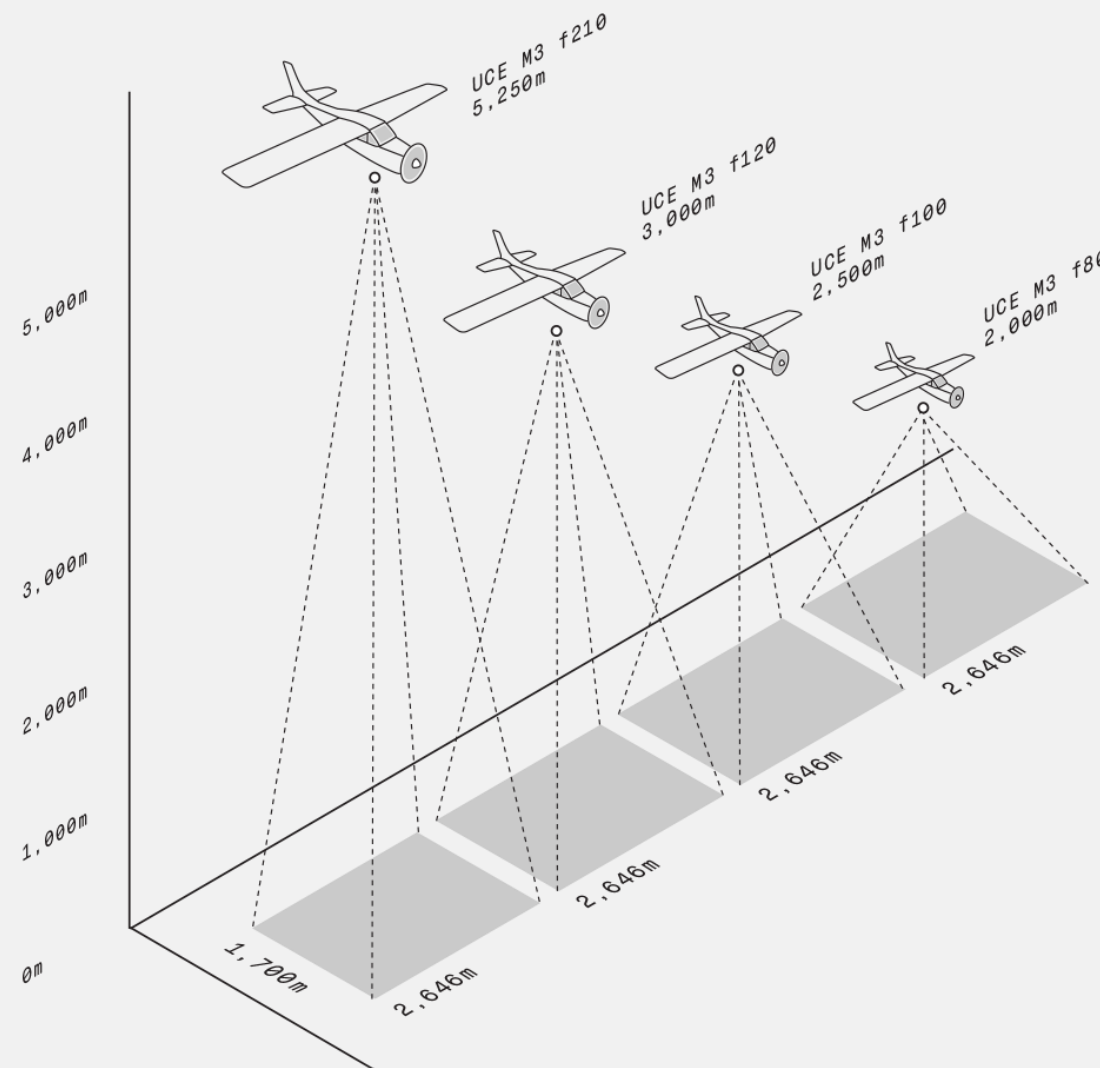 UCE M3 f210
5,250m
UCE M3 f120
3,000m
UCE M3 f100
2,500m
UCE M3 f80
2,000m
5,000m
4,000m
3,000m
2,000m
1,000m
0m
1,700m
2,646m
2,646m
2,646m
2,646m